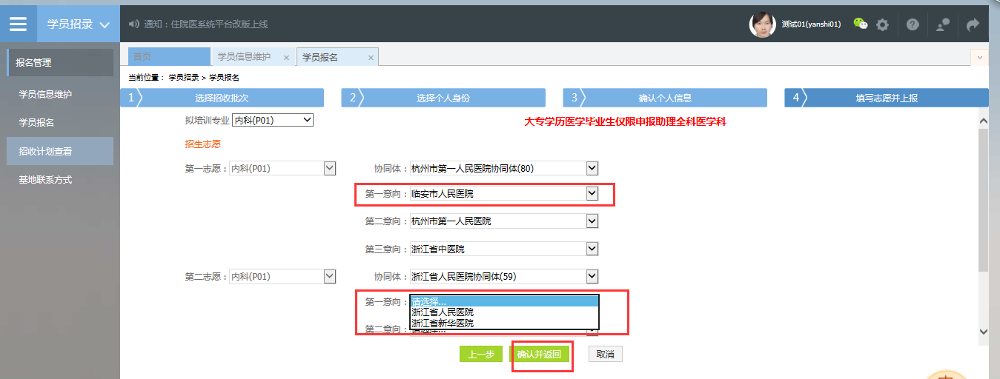 学员招录
通知：住院医系统平台改版上线
测试01(yanshi01)
报名管理
学员信息维护
学员报名
招收计划查看
基地联系方式
首页
学员信息维护 ×
学员报名 ×
当前位置： 学员招录 > 学员报名
1 选择招收批次
2 选择个人身份
3 确认个人信息
4 填写志愿并上报
拟培训专业 内科(P01)
大专学历医学毕业生仅限申报助理全科医学科
招生志愿
第一志愿：内科(P01)
协同体：杭州市第一人民医院协同体(80)
第一意向：临安市人民医院
第二意向：杭州市第一人民医院
第三意向：浙江省中医院
第二志愿：内科(P01)
协同体：浙江省人民医院协同体(59)
第一意向：请选择...
浙江省人民医院
浙江省新华医院
第二意向：请选择...
上一步 确认并返回 取消